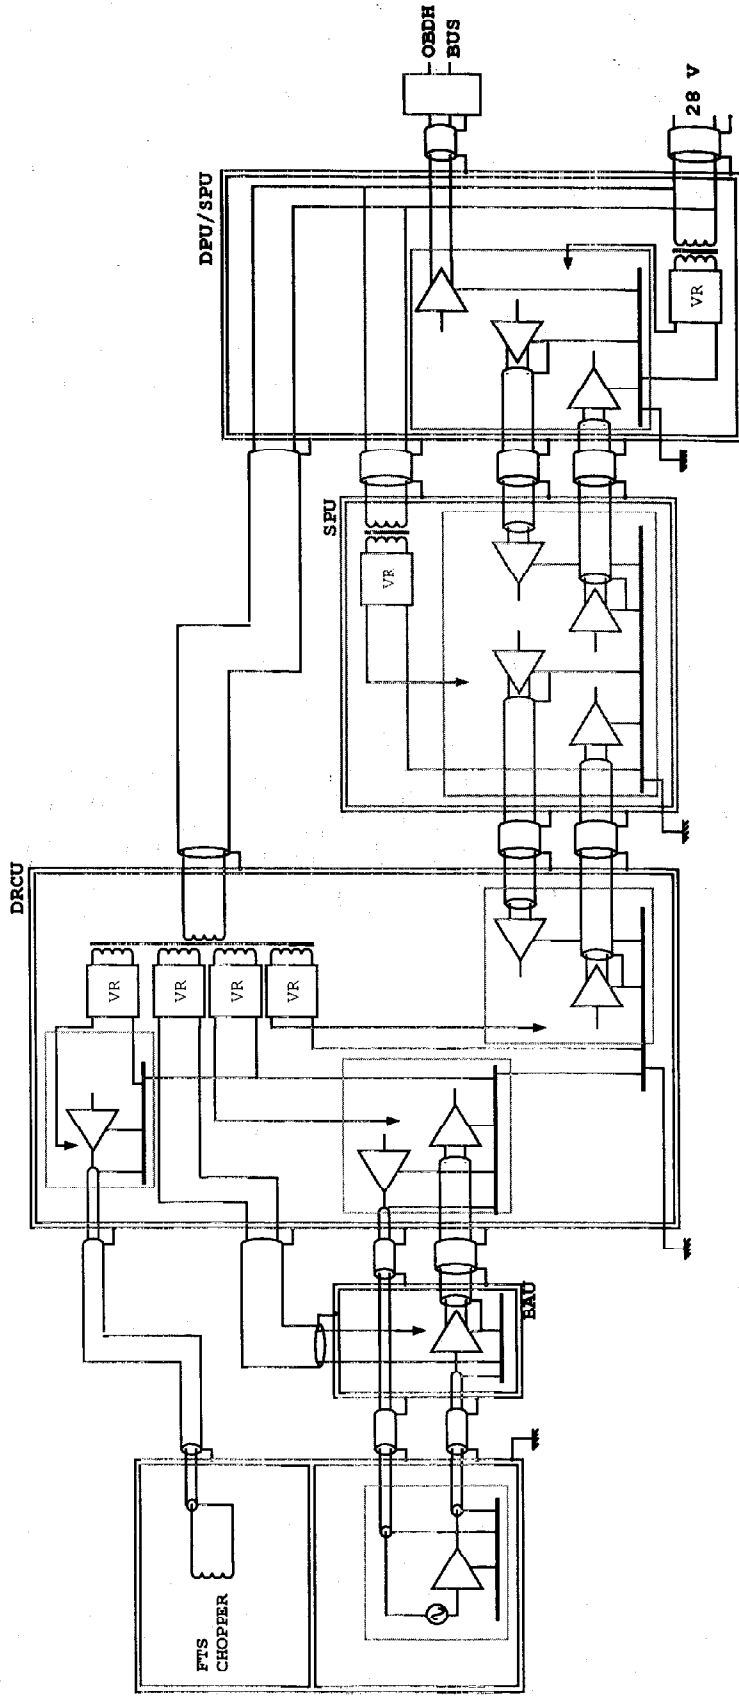 OBDH
BUS
28 V
DPU/SPU
VR
SPU
VR
DRCU
VR
VR
VR
VR
BAU
FTS
CHOPPER